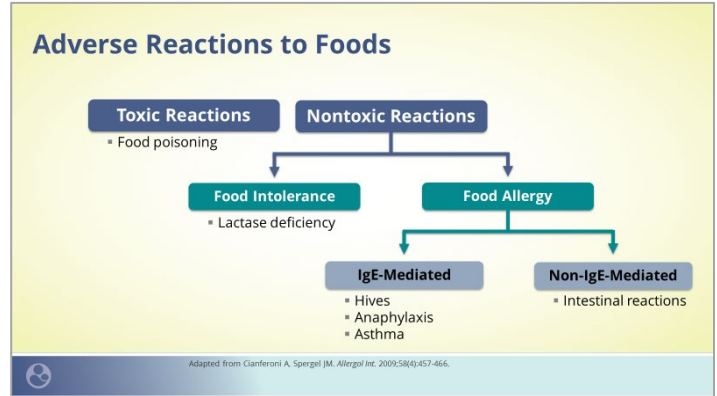 Adverse Reactions to Foods
Toxic Reactions
▪ Food poisoning
Nontoxic Reactions
Food Intolerance
▪ Lactase deficiency
Food Allergy
IgE-Mediated
▪ Hives
▪ Anaphylaxis
▪ Asthma
Non-IgE-Mediated
▪ Intestinal reactions
Adapted from Cianferoni A, Spergel JM. Allergol Int. 2009;58(4):457-466.